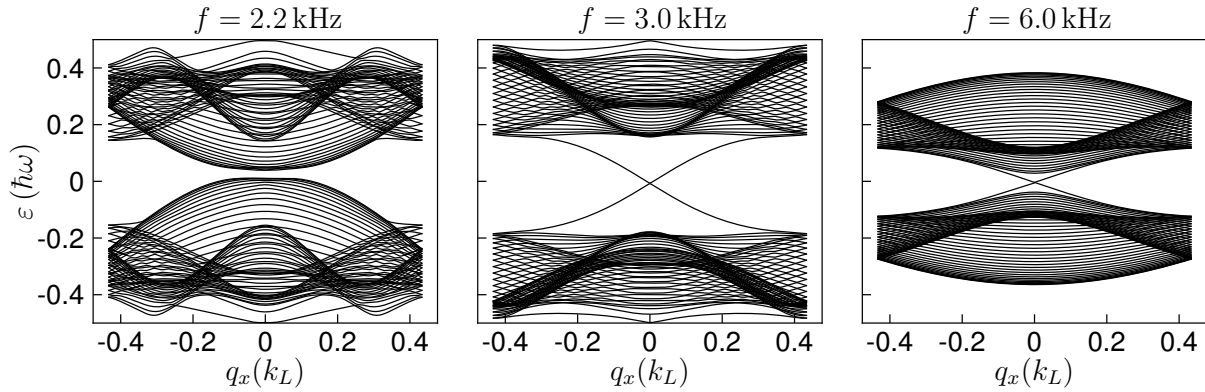 f = 2.2 kHz
f = 3.0 kHz
f = 6.0 kHz
ε (ℏω)
0.4
0.2
0
-0.2
-0.4
-0.4 -0.2 0 0.2 0.4
-0.4 -0.2 0 0.2 0.4
-0.4 -0.2 0 0.2 0.4
q_x(k_L)
q_x(k_L)
q_x(k_L)